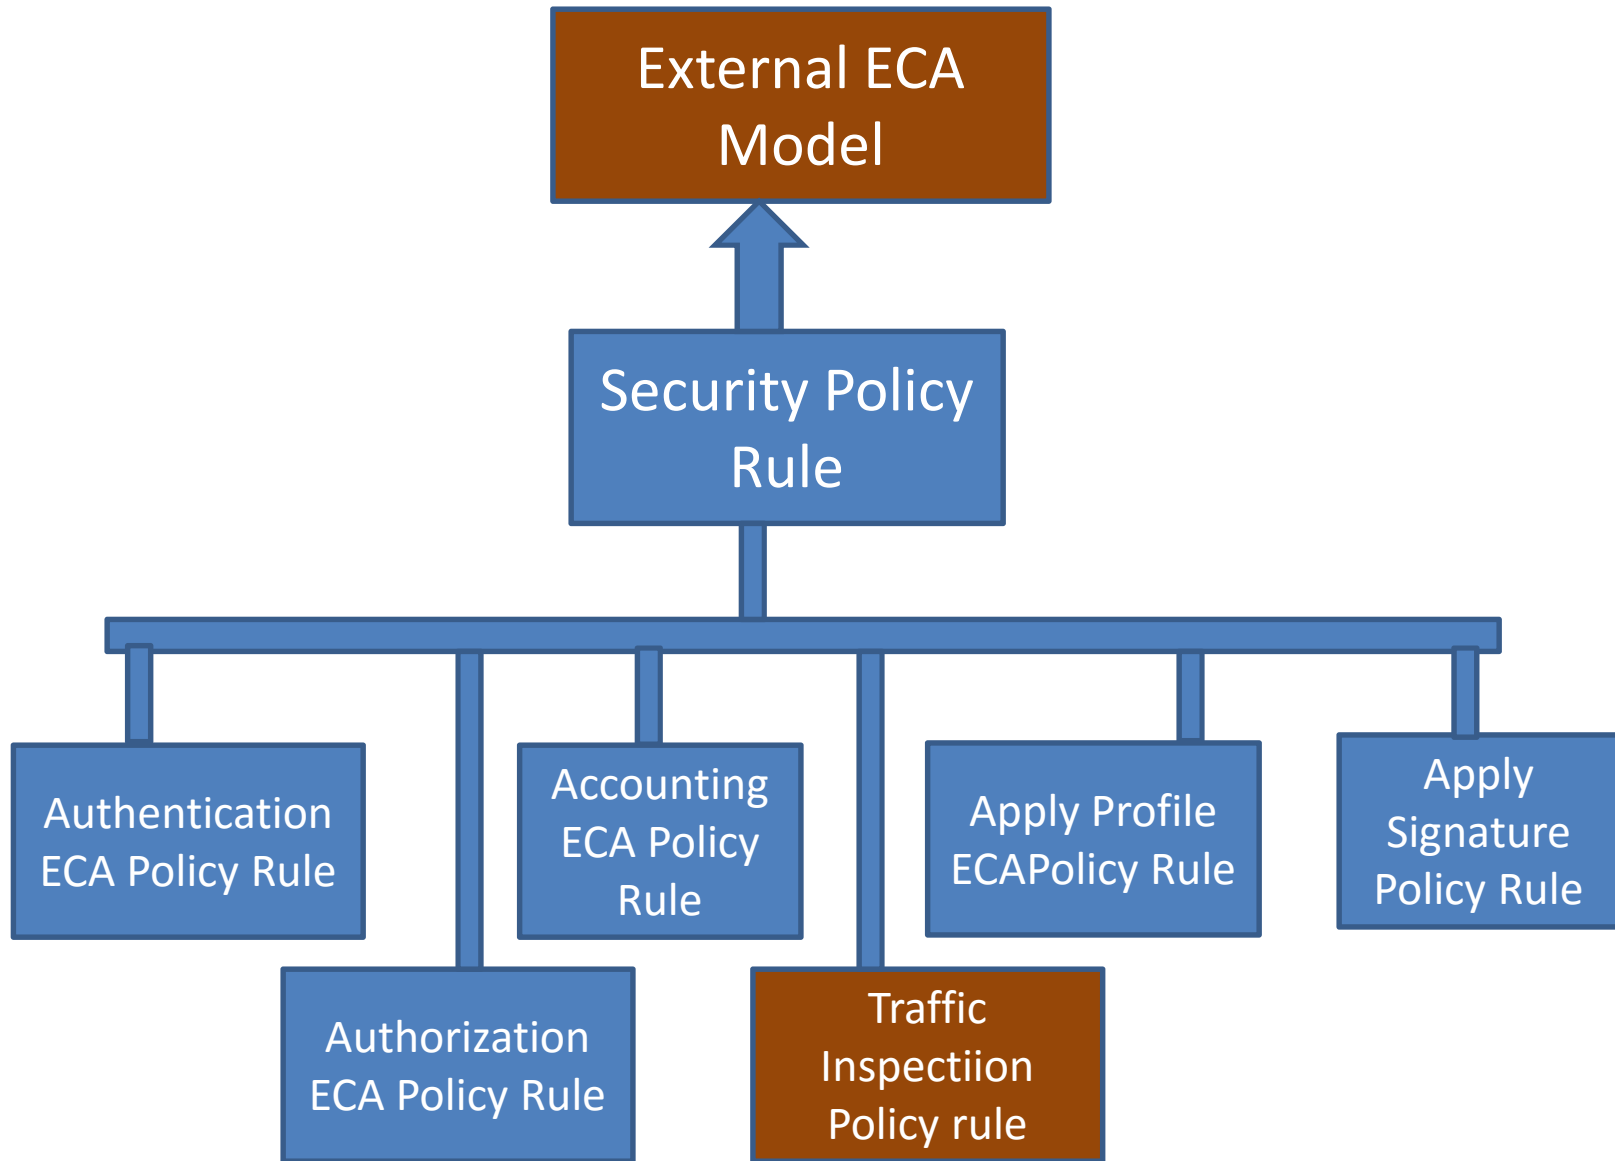 External ECA
Model
Security Policy
Rule
Authentication
ECA Policy Rule
Accounting
ECA Policy
Rule
Apply Profile
ECAPolicy Rule
Apply
Signature
Policy Rule
Authorization
ECA Policy Rule
Traffic
Inspectiion
Policy rule